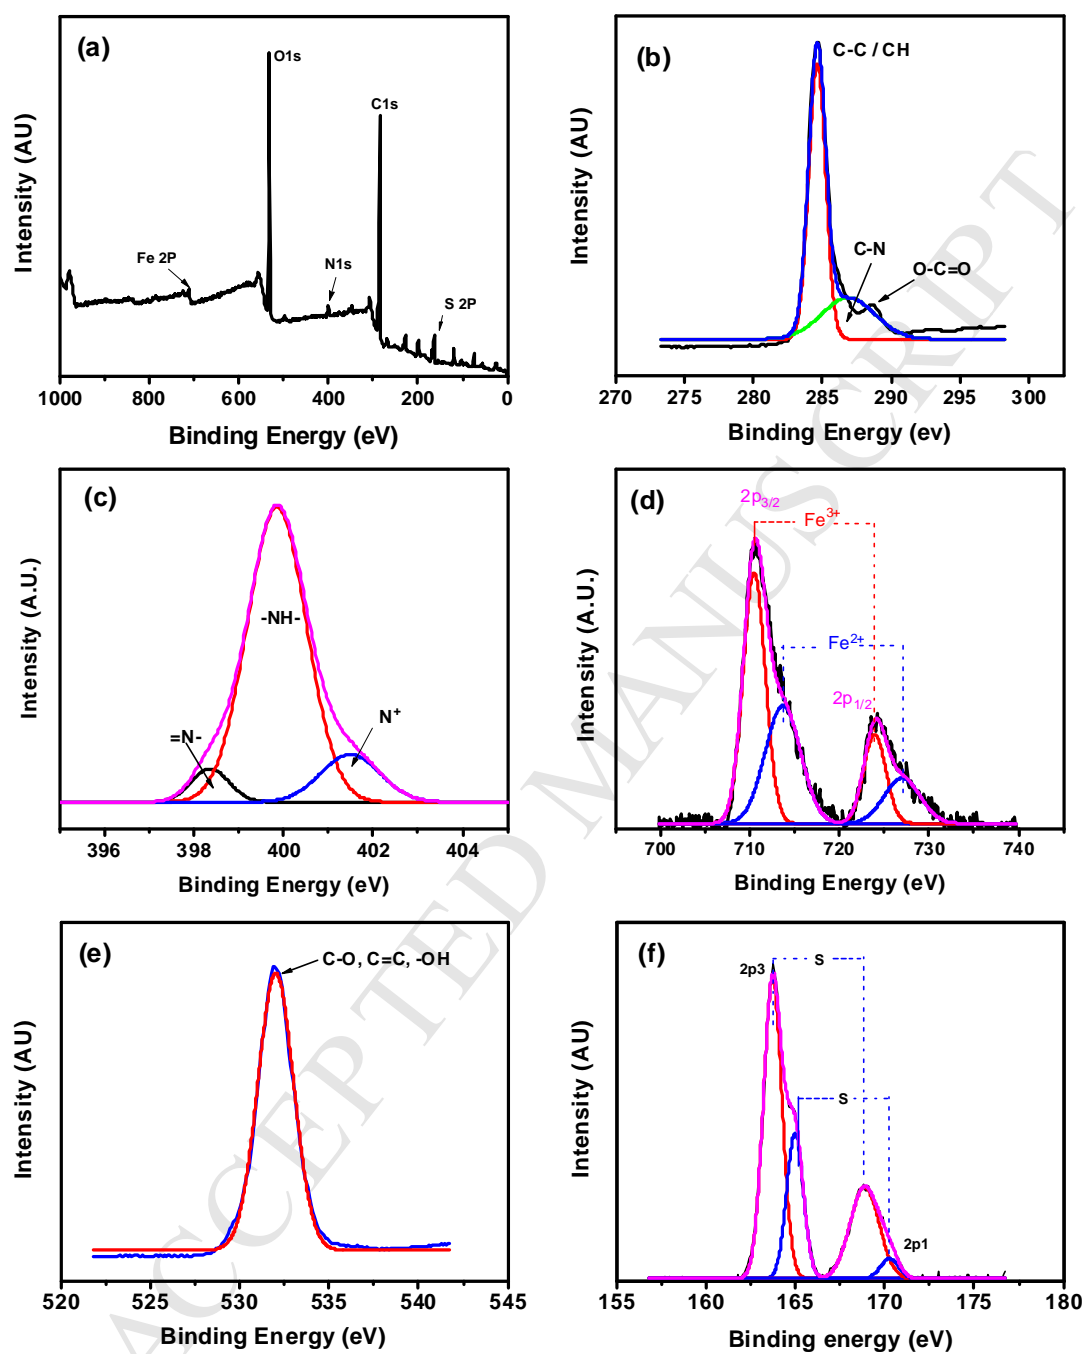 (a)
O1s
C1s
Fe 2P
N1s
S 2P
Intensity (AU)
1000 800 600 400 200 0
Binding Energy (eV)
(b)
C-C / CH
C-N
O-C=O
Intensity (AU)
270 275 280 285 290 295 300
Binding Energy (ev)
(c)
-NH-
=N-
N+
Intensity (A.U.)
396 398 400 402 404
Binding Energy (eV)
(d)
2p3/2
Fe3+
Fe2+
2p1/2
Intensity (A.U.)
700 710 720 730 740
Binding Energy (eV)
(e)
C-O, C=C, -OH
Intensity (AU)
520 525 530 535 540 545
Binding Energy (eV)
(f)
2p3
S
S
2p1
Intensity (AU)
155 160 165 170 175 180
Binding energy (eV)
ACCEPTED MANUSCRIPT